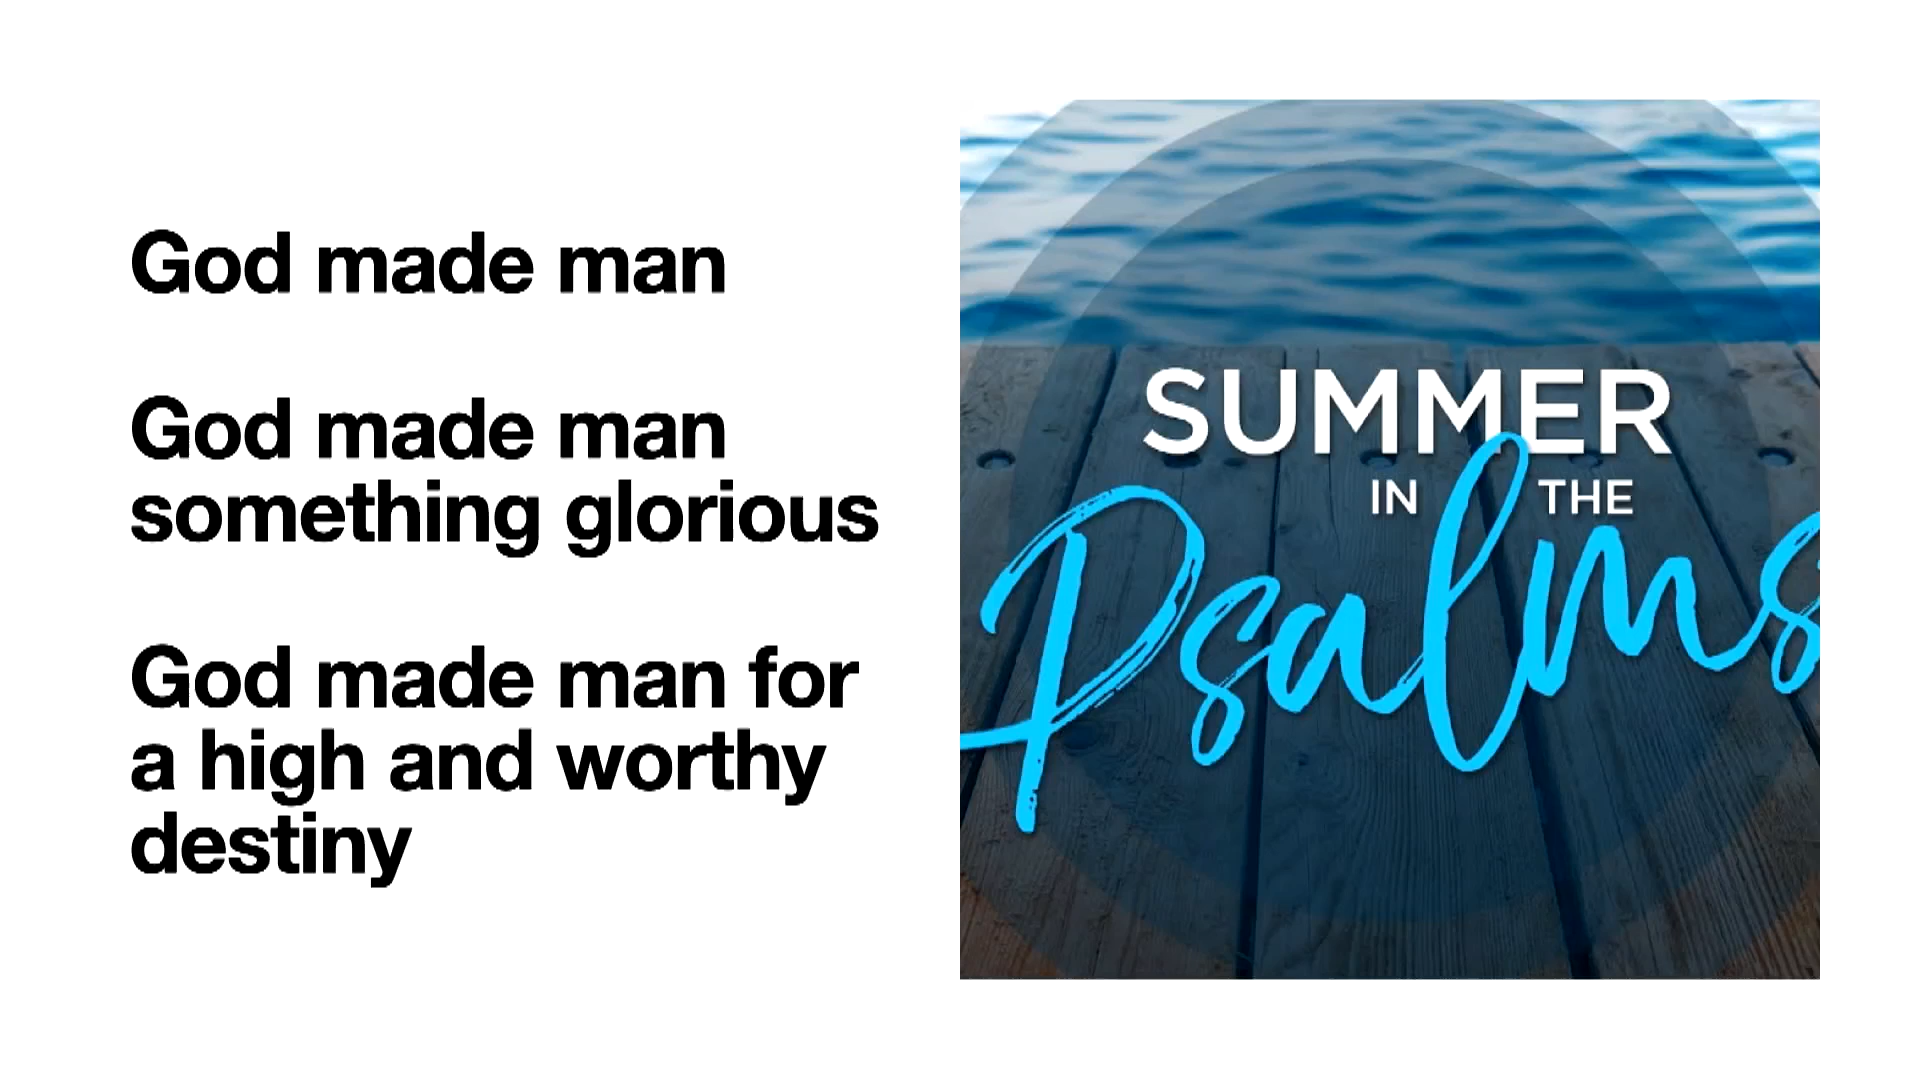 God made man
God made man
something glorious
God made man for
a high and worthy
destiny
SUMMER
IN THE
Psalms